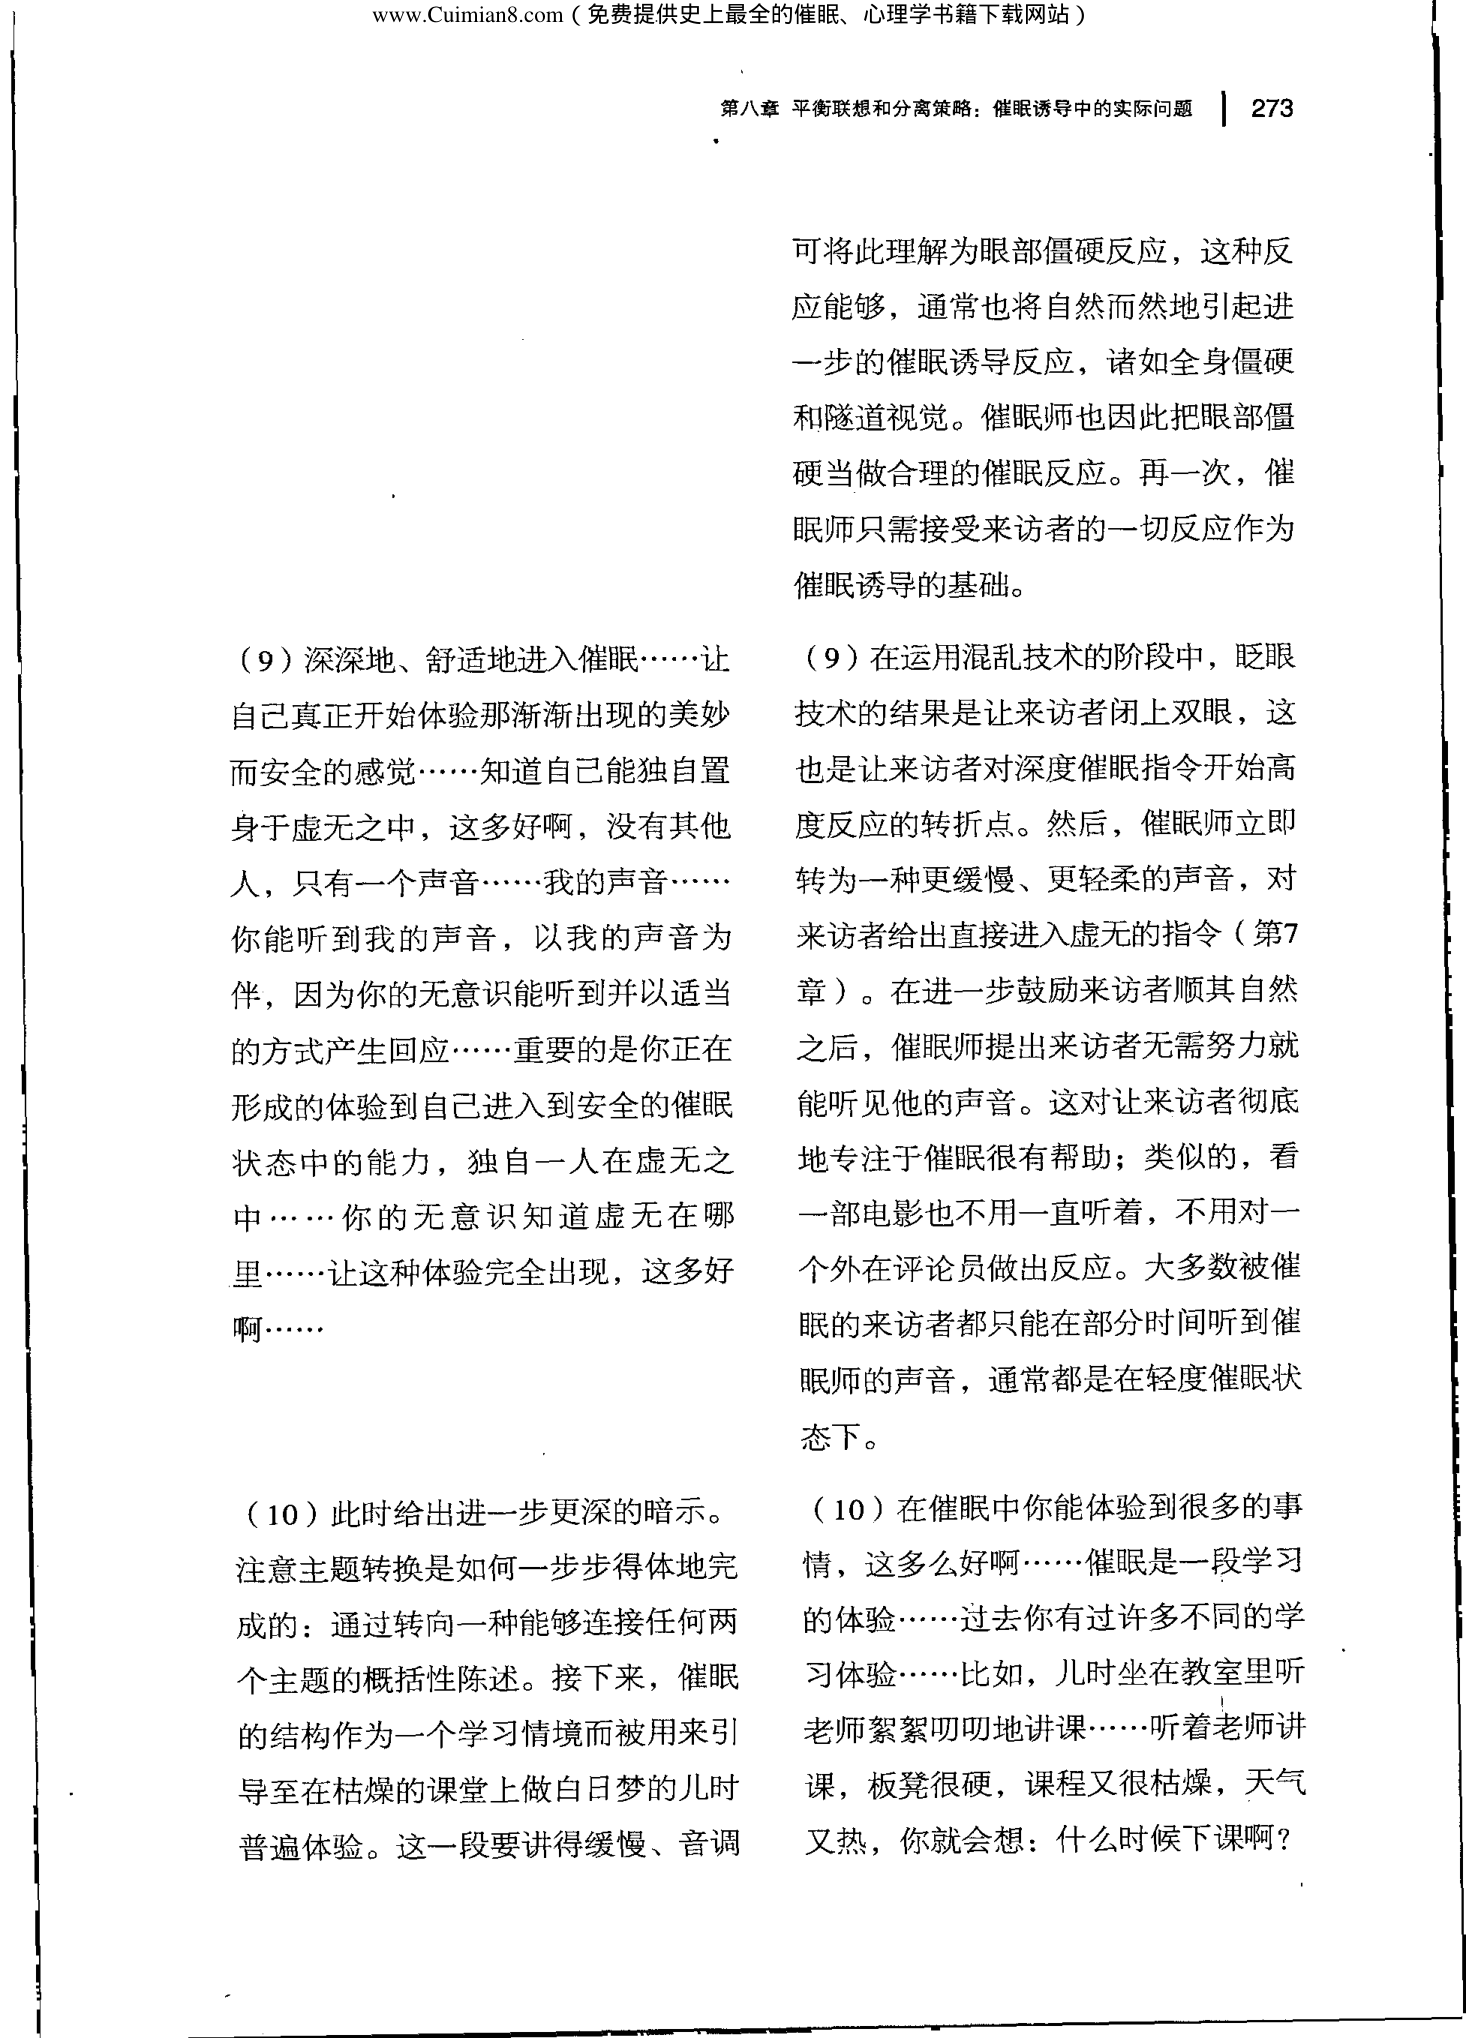 www.Cuimian8.com（免费提供史上最全的催眠、心理学书籍下载网站）
第八章 平衡联想和分离策略：催眠诱导中的实际问题 273
可将此理解为眼部僵硬反应，这种反
应能够，通常也将自然而然地引起进
一步的催眠诱导反应，诸如全身僵硬
和隧道视觉。催眠师也因此把眼部僵
硬当做合理的催眠反应。再一次，催
眠师只需接受来访者的一切反应作为
催眠诱导的基础。
（9）深深地、舒适地进入催眠……让
自己真正开始体验那渐渐出现的美妙
而安全的感觉……知道自己能独自置
身于虚无之中，这多好啊，没有其他
人，只有一个声音……我的声音……
你能听到我的声音，以我的声音为
伴，因为你的无意识能听到并以适当
的方式产生回应……重要的是你正在
形成的体验到自己进入到安全的催眠
状态中的能力，独自一人在虚无之
中……你的无意识知道虚无在哪
里……让这种体验完全出现，这多好
啊……
（9）在运用混乱技术的阶段中，眨眼
技术的结果是让来访者闭上双眼，这
也是让来访者对深度催眠指令开始高
度反应的转折点。然后，催眠师立即
转为一种更缓慢、更轻柔的声音，对
来访者给出直接进入虚无的指令（第7
章）。在进一步鼓励来访者顺其自然
之后，催眠师提出来访者无需努力就
能听见他的声音。这对让来访者彻底
地专注于催眠很有帮助；类似的，看
一部电影也不用一直听着，不用对一
个外在评论员做出反应。大多数被催
眠的来访者都只能在部分时间听到催
眠师的声音，通常都是在轻度催眠状
态下。
（10）此时给出进一步更深的暗示。
注意主题转换是如何一步步得体地完
成的：通过转向一种能够连接任何两
个主题的概括性陈述。接下来，催眠
的结构作为一个学习情境而被用来引
导至在枯燥的课堂上做白日梦的儿时
普遍体验。这一段要讲得缓慢、音调
（10）在催眠中你能体验到很多的事
情，这多么好啊……催眠是一段学习
的体验……过去你有过许多不同的学
习体验……比如，儿时坐在教室里听
老师絮絮叨叨地讲课……听着老师讲
课，板凳很硬，课程又很枯燥，天气
又热，你就会想：什么时候下课啊？